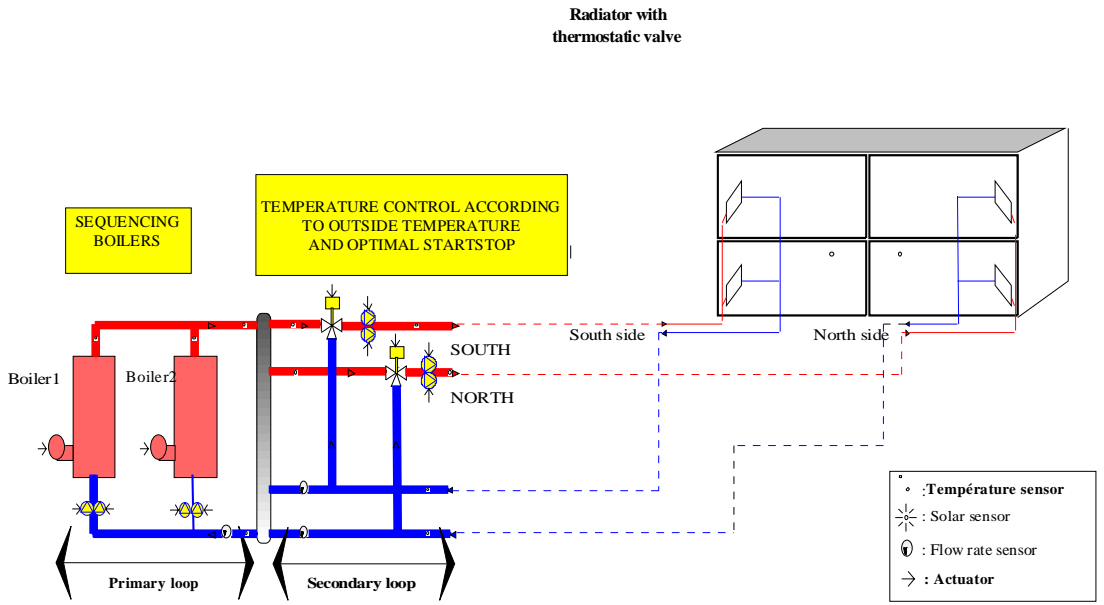 Radiator with
thermostatic valve
SEQUENCING
BOILERS
TEMPERATURE CONTROL ACCORDING
TO OUTSIDE TEMPERATURE
AND OPTIMAL STARTSTOP
SOUTH
South side
North side
Boiler1
Boiler2
NORTH
:Température sensor
: Solar sensor
: Flow rate sensor
: Actuator
Primary loop
Secondary loop